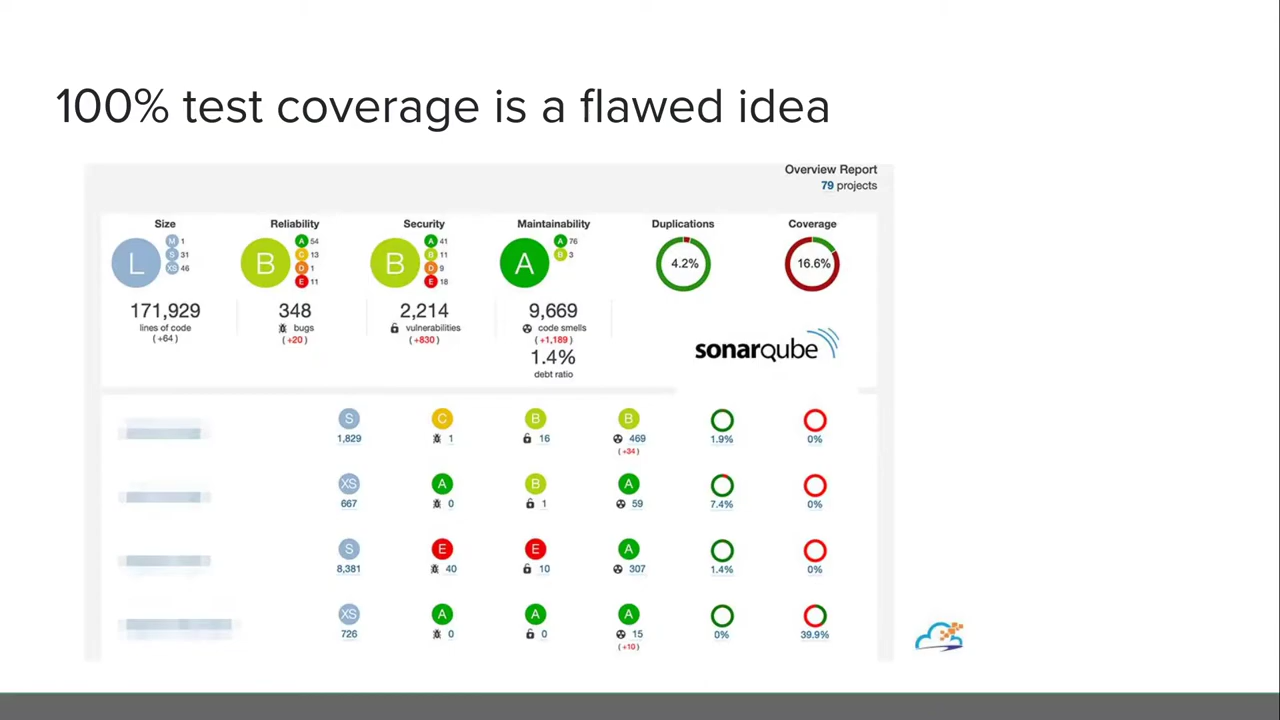 100% test coverage is a flawed idea
Overview Report
79 projects
Size Reliability Security Maintainability Duplications Coverage
L M 1 S 31 XS 46 B A 54 C 13 D 1 E 11 B A 41 B 11 D 9 E 18 A A 76 B 3 4.2% 16.6%
171,929 348 2,214 9,669
lines of code bugs vulnerabilities code smells
(+64) (+20) (+830) (+1,189)
1.4%
debt ratio
sonarqube
S C B B
1,829 1 16 469 1.9% 0%
(+34)
XS A B A
667 0 1 59 7.4% 0%
S E E A
8,381 40 10 307 1.4% 0%
XS A A A
726 0 0 15 0% 39.9%
(+10)